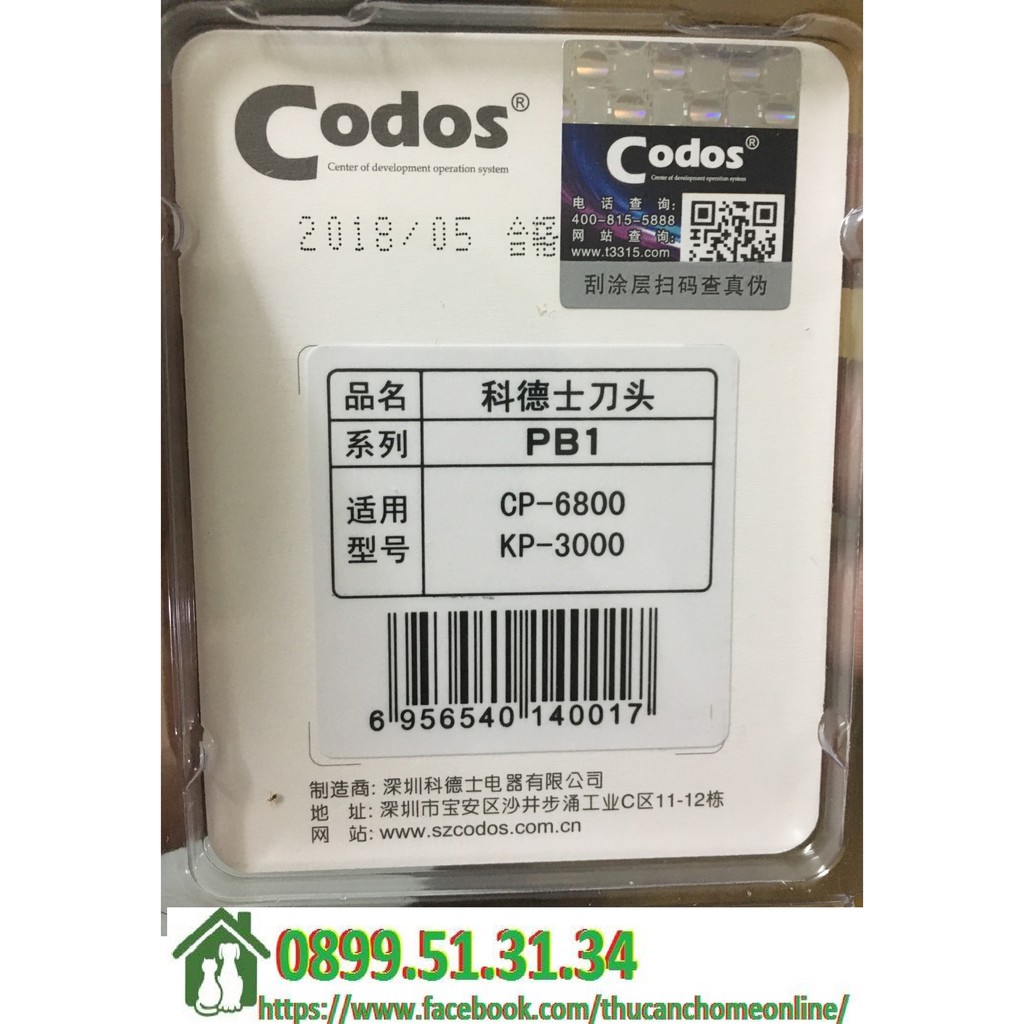 Codos®
Center of development operation system
2018/05 合格
Codos®
Center of development operation system
电话查询:
400-815-5888
网站查询:
www.t3315.com
刮涂层扫码查真伪
品名 科德士刀头
系列 PB1
适用型号 CP-6800
KP-3000
6 956540 140017
制造商: 深圳科德士电器有限公司
地 址: 深圳市宝安区沙井步涌工业C区11-12栋
网 站: www.szcodos.com.cn
0899.51.31.34
https://www.facebook.com/thucanchomeonline/